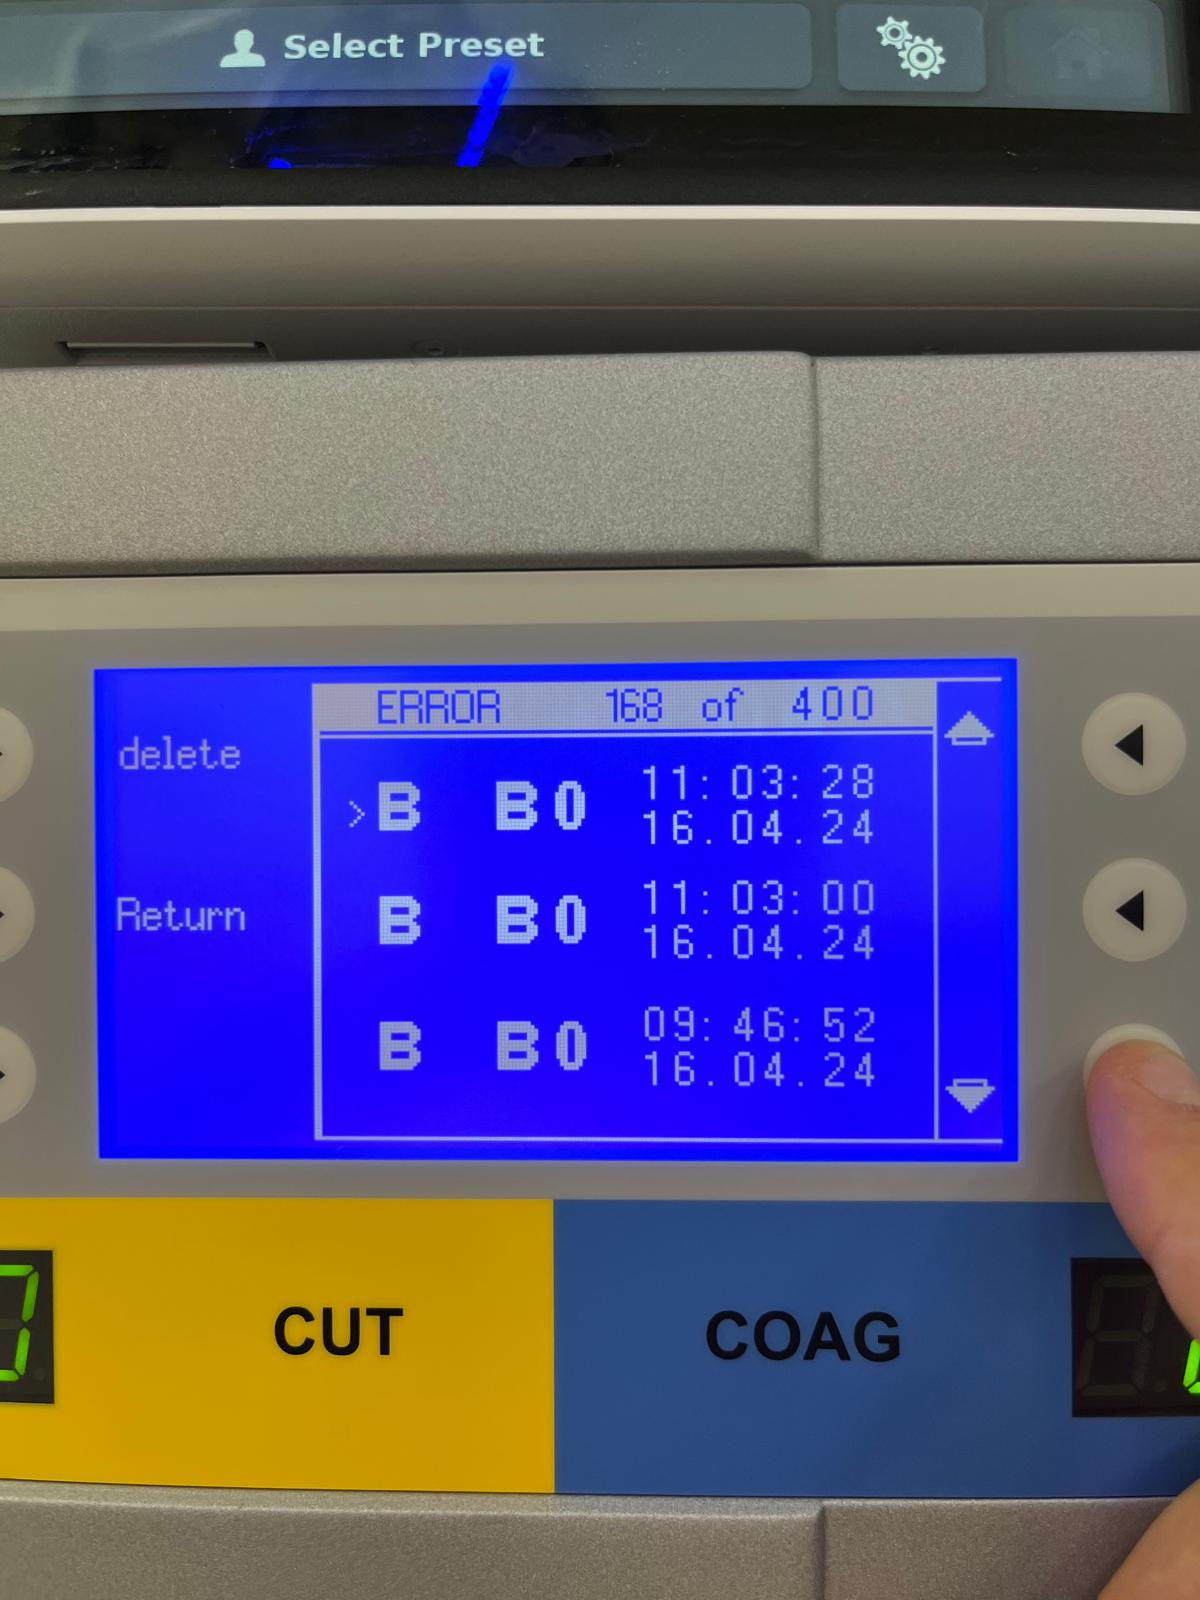 Select Preset
ERROR 168 of 400
delete
>B B0 11:03:28
16.04.24
Return
B B0 11:03:00
16.04.24
B B0 09:46:52
16.04.24
CUT
COAG